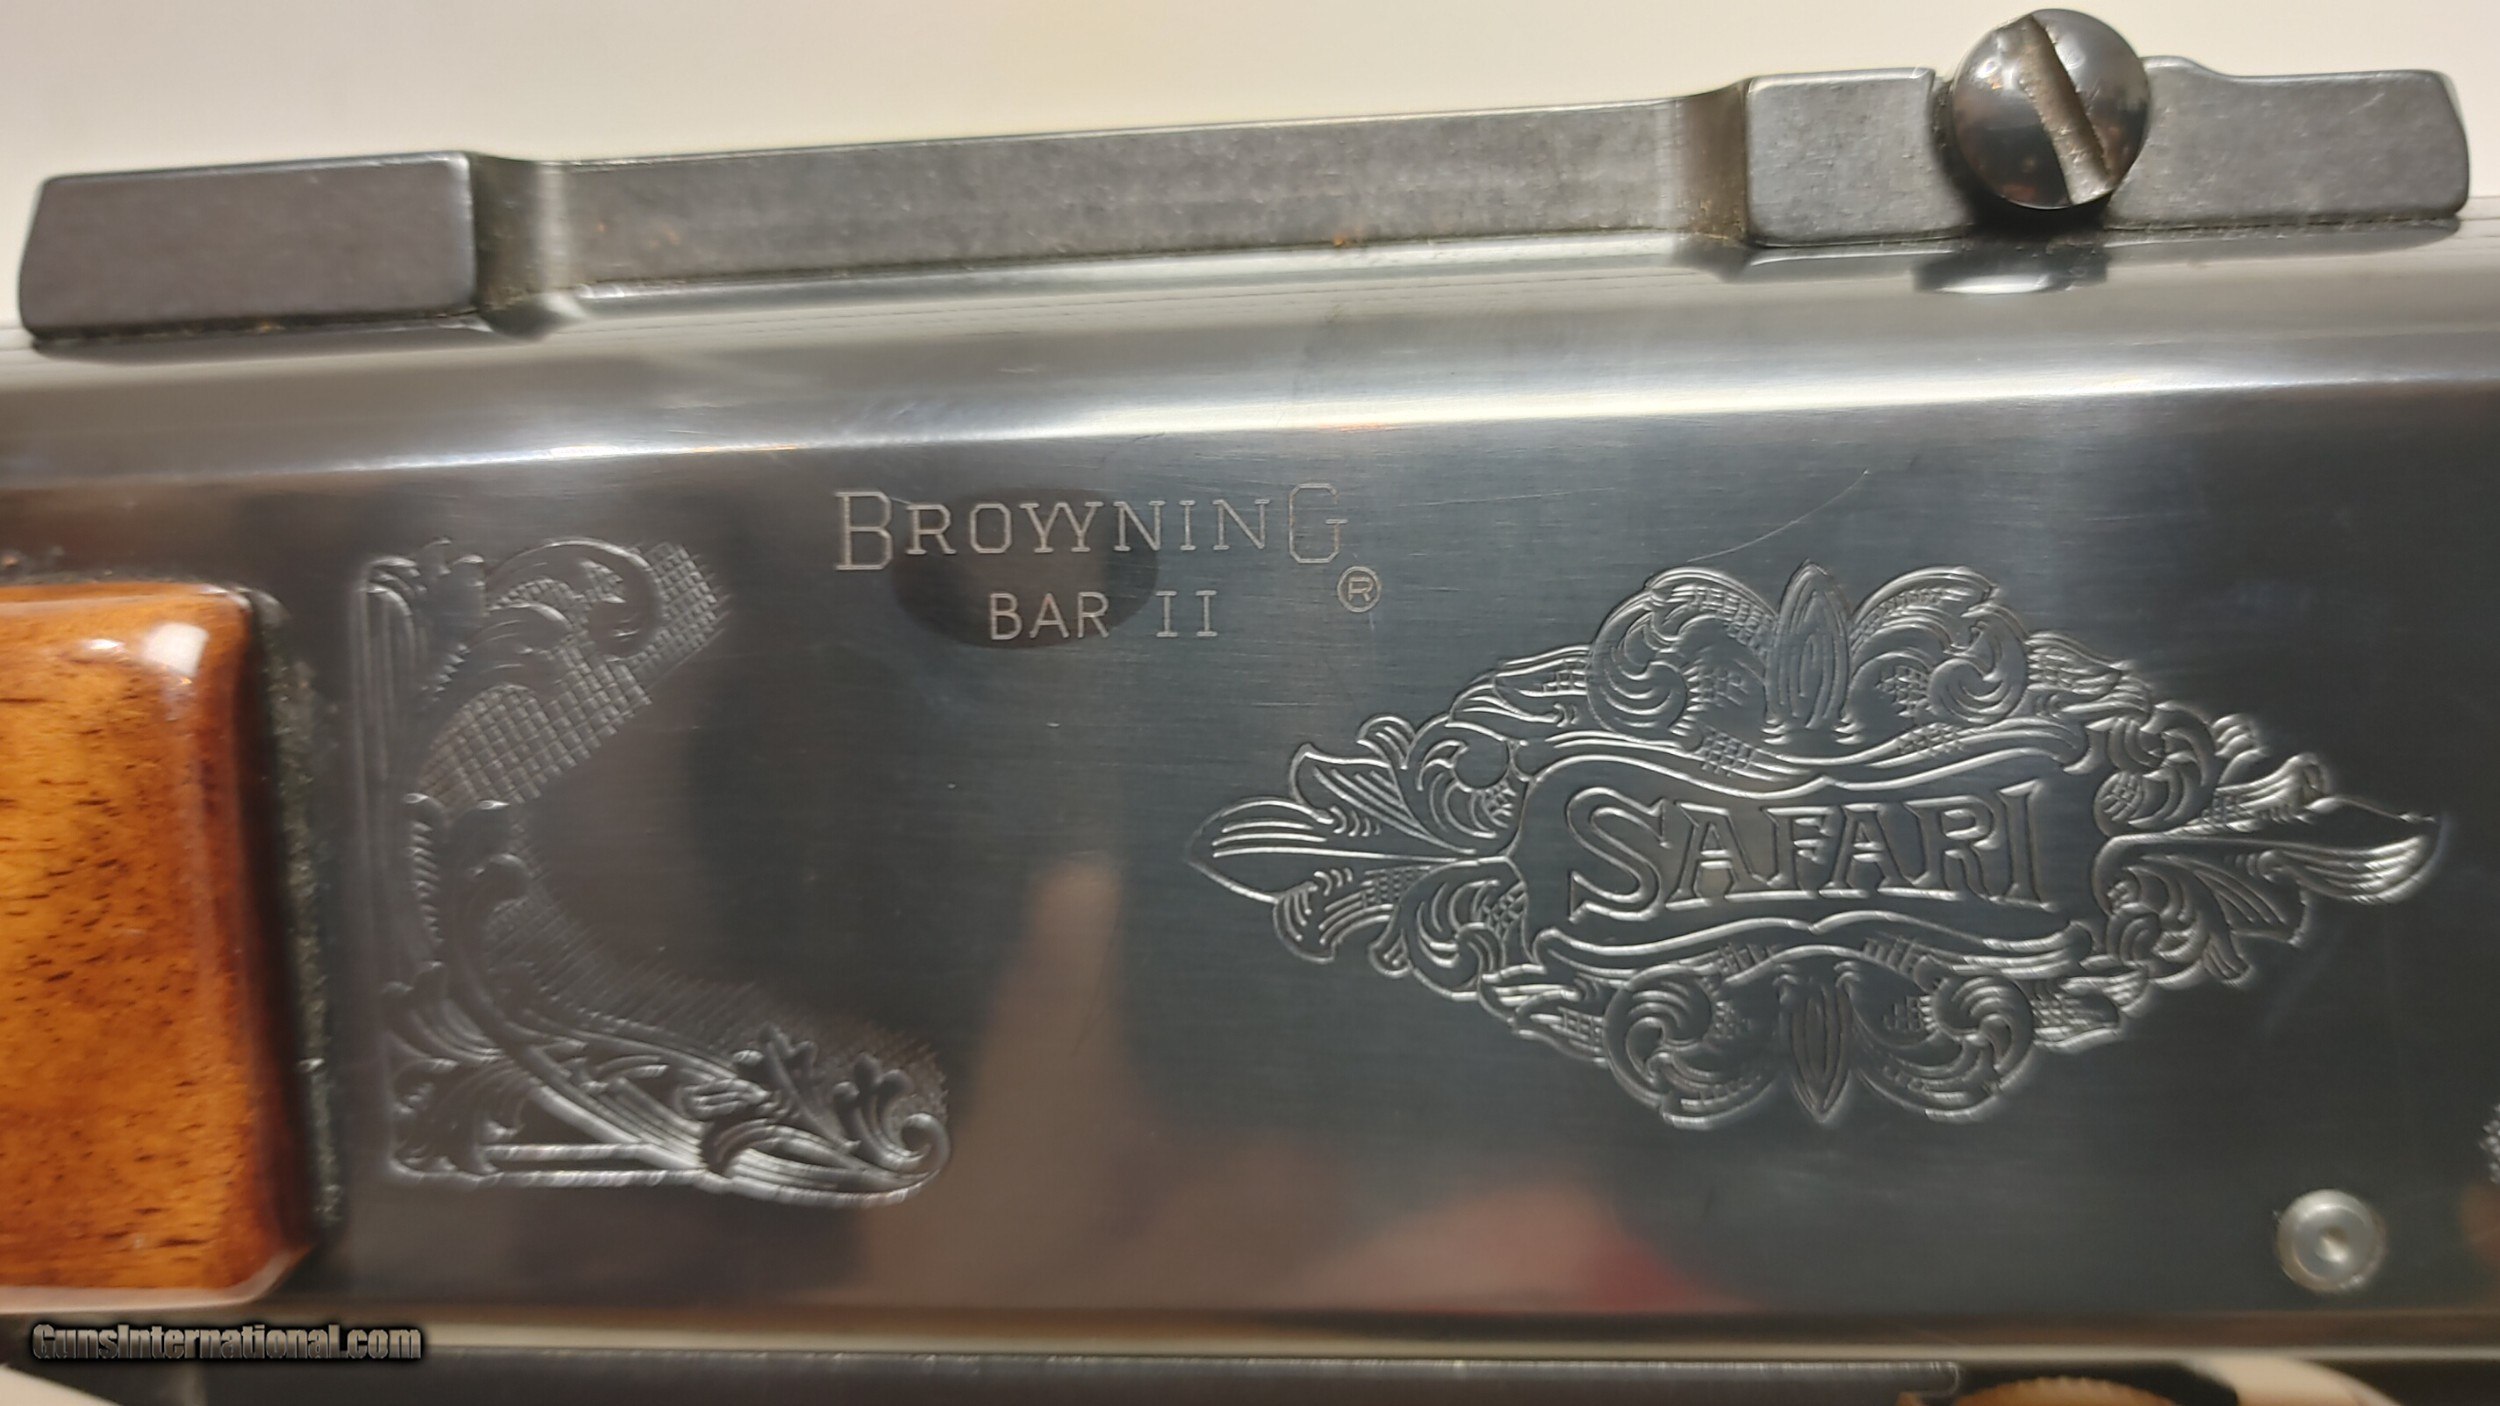 BROWNING
BAR II ®
SAFARI
GunsInternational.com